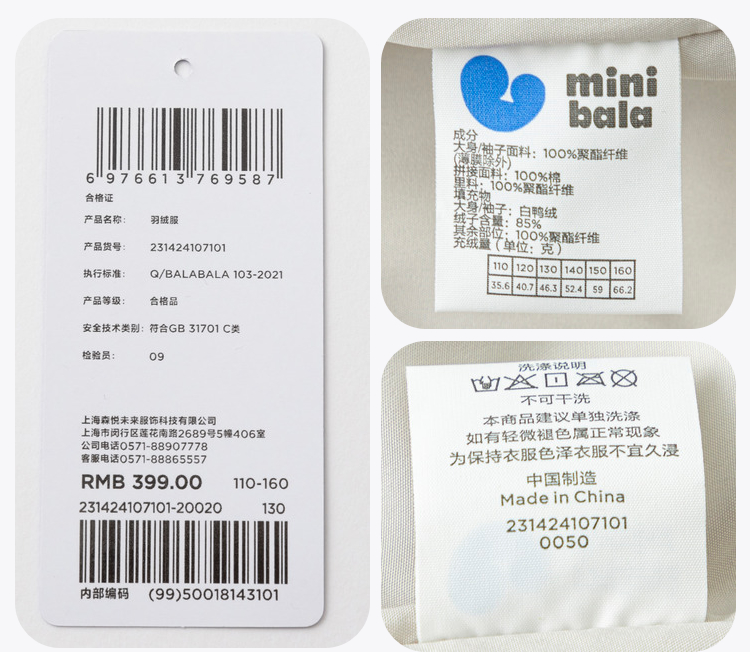 6 976613 769587
合格证
产品名称： 羽绒服
产品货号： 231424107101
执行标准： Q/BALABALA 103-2021
产品等级： 合格品
安全技术类别：符合GB 31701 C类
检验员： 09
上海森悦未来服饰科技有限公司
上海市闵行区莲花南路2689号5幢406室
公司电话0571-88907778
客服电话0571-88865557
RMB 399.00 110-160
231424107101-20020 130
内部编码 (99)50018143101
mini
bala
成分
大身/袖子面料：100%聚酯纤维
(薄膜除外)
拼接面料：100%棉
里料：100%聚酯纤维
填充物
大身/袖子：白鸭绒
绒子含量：85%
其余部位：100%聚酯纤维
充绒量（单位：克）
110 120 130 140 150 160
35.6 40.7 46.3 52.4 59 66.2
洗涤说明
不可干洗
本商品建议单独洗涤
如有轻微褪色属正常现象
为保持衣服色泽衣服不宜久浸
中国制造
Made in China
231424107101
0050